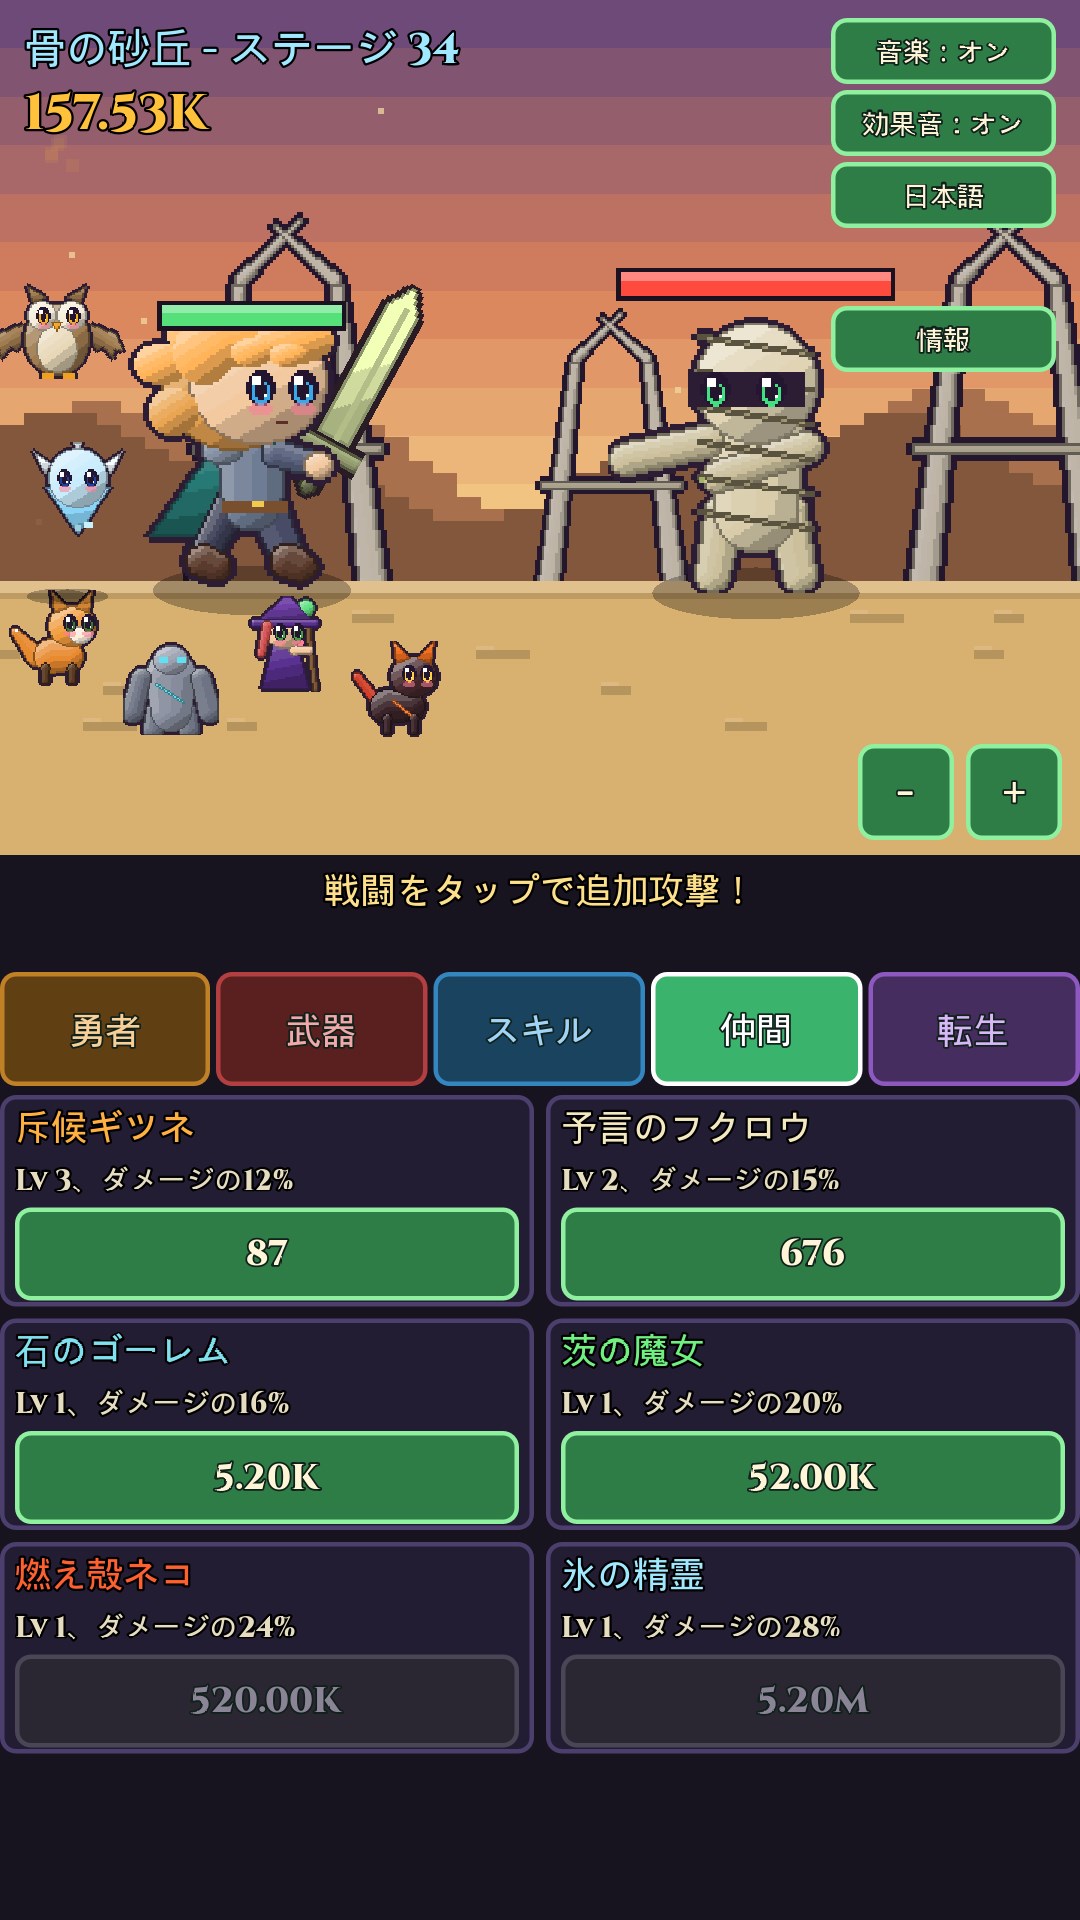 骨の砂丘 - ステージ 34
157.53K
音楽：オン
効果音：オン
日本語
情報
-
+
戦闘をタップで追加攻撃！
勇者
武器
スキル
仲間
転生
斥候ギツネ
Lv 3、ダメージの12%
87
予言のフクロウ
Lv 2、ダメージの15%
676
石のゴーレム
Lv 1、ダメージの16%
5.20K
茨の魔女
Lv 1、ダメージの20%
52.00K
燃え殻ネコ
Lv 1、ダメージの24%
520.00K
氷の精霊
Lv 1、ダメージの28%
5.20M